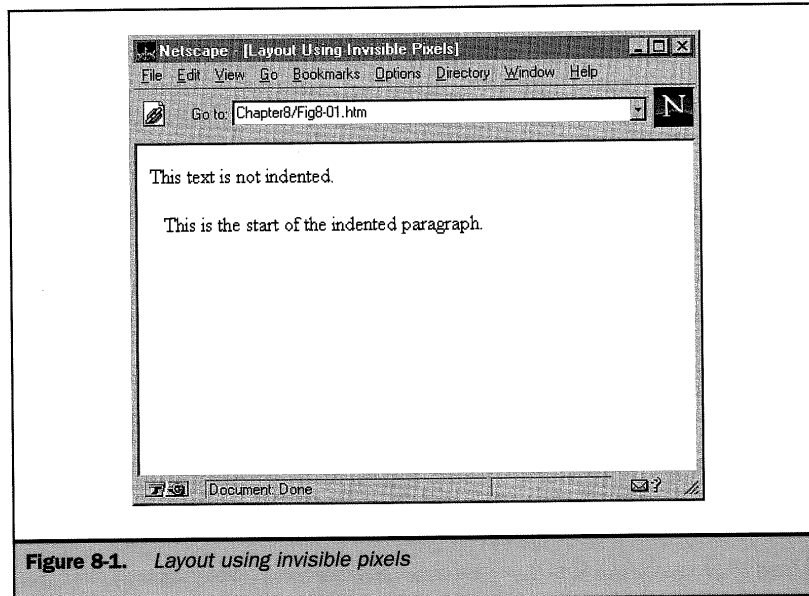 Netscape - [Layout Using Invisible Pixels]
File Edit View Go Bookmarks Options Directory Window Help
Go to: Chapter8/Fig8-01.htm
N
This text is not indented.
This is the start of the indented paragraph.
Document: Done
?
Figure 8-1. Layout using invisible pixels